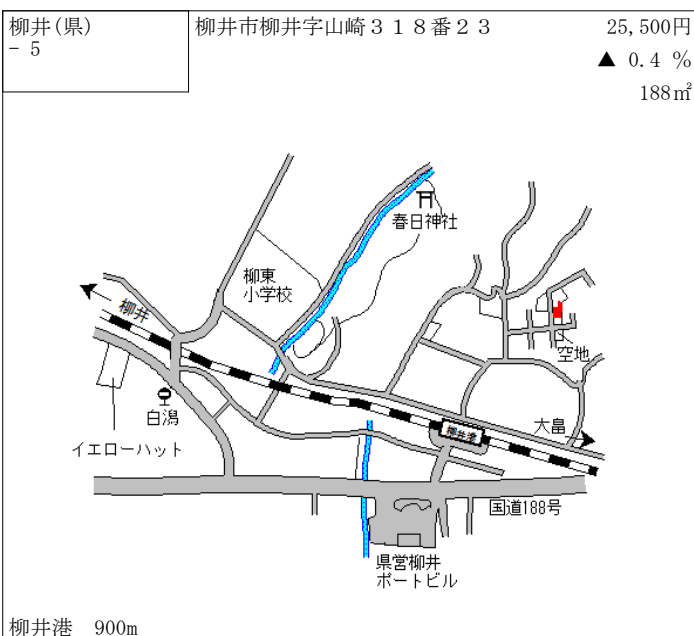 柳井(県)
- 5
柳井市柳井字山崎３１８番２３
25,500円
▲ 0.4 %
188㎡
春日神社
柳東
小学校
柳井
空地
白潟
イエローハット
大畠
柳井港
国道188号
県営柳井
ポートビル
柳井港　900m